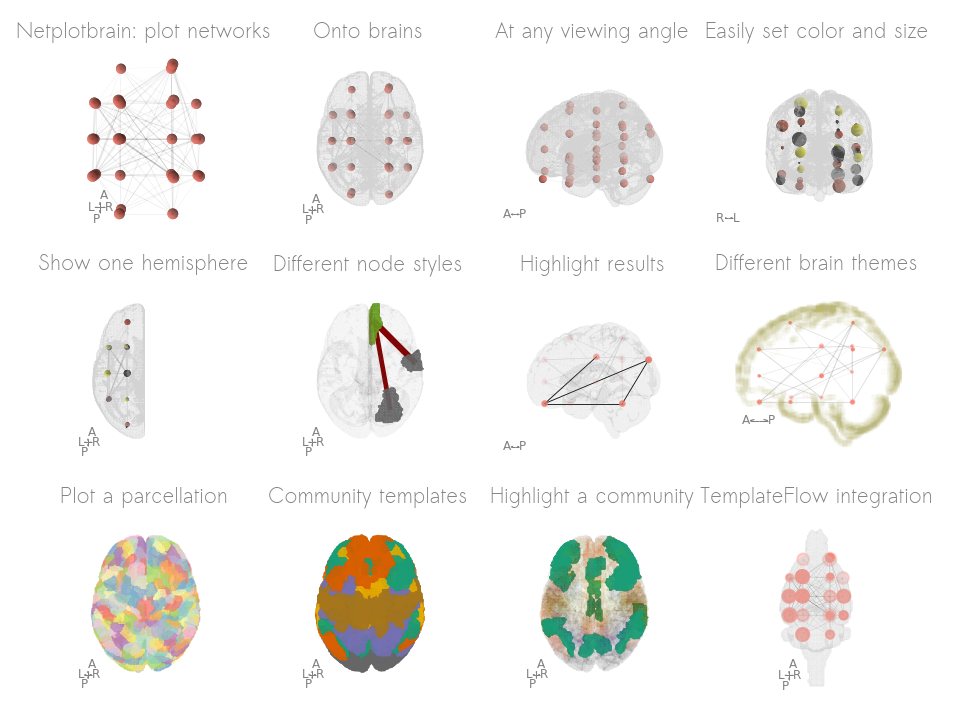 Netplotbrain: plot networks
Onto brains
At any viewing angle
Easily set color and size
A
L R
P
A
L R
P
A P
R L
Show one hemisphere
Different node styles
Highlight results
Different brain themes
A
L R
P
A
L R
P
A P
A P
Plot a parcellation
Community templates
Highlight a community
TemplateFlow integration
A
L R
P
A
L R
P
A
L R
P
A
L R
P